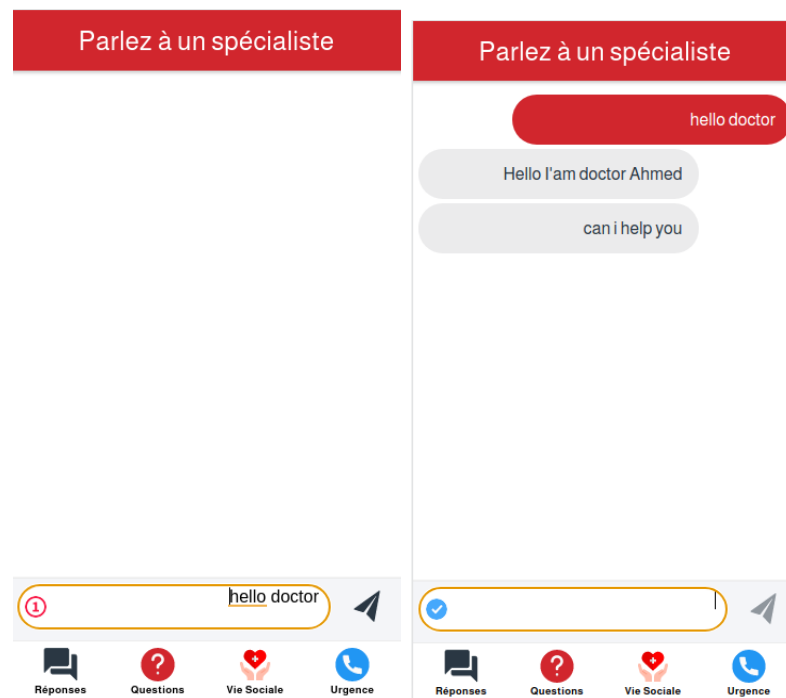 Parlez à un spécialiste
1
hello doctor
Réponses
Questions
Vie Sociale
Urgence
Parlez à un spécialiste
hello doctor
Hello I'am doctor Ahmed
can i help you
Réponses
Questions
Vie Sociale
Urgence